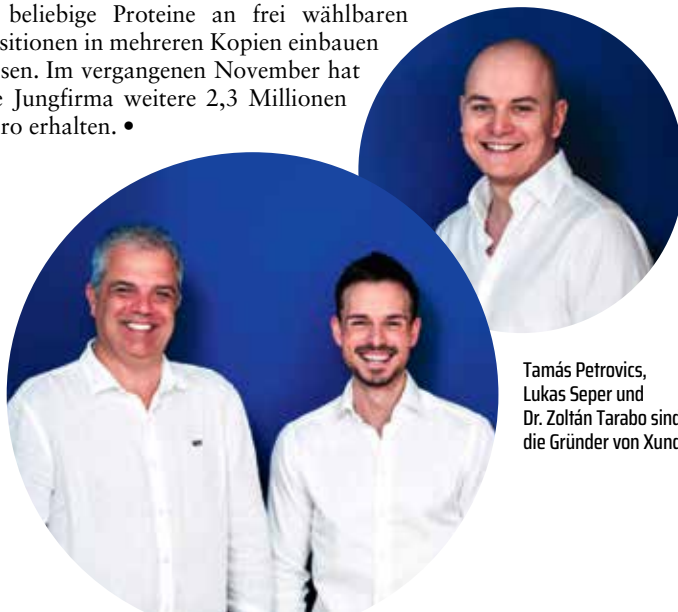 beliebige Proteine an frei wählbaren
sitionen in mehreren Kopien einbauen
sen. Im vergangenen November hat
e Jungfirma weitere 2,3 Millionen
ro erhalten. •
Tamás Petrovics,
Lukas Seper und
Dr. Zoltán Tarabo sind
die Gründer von Xund